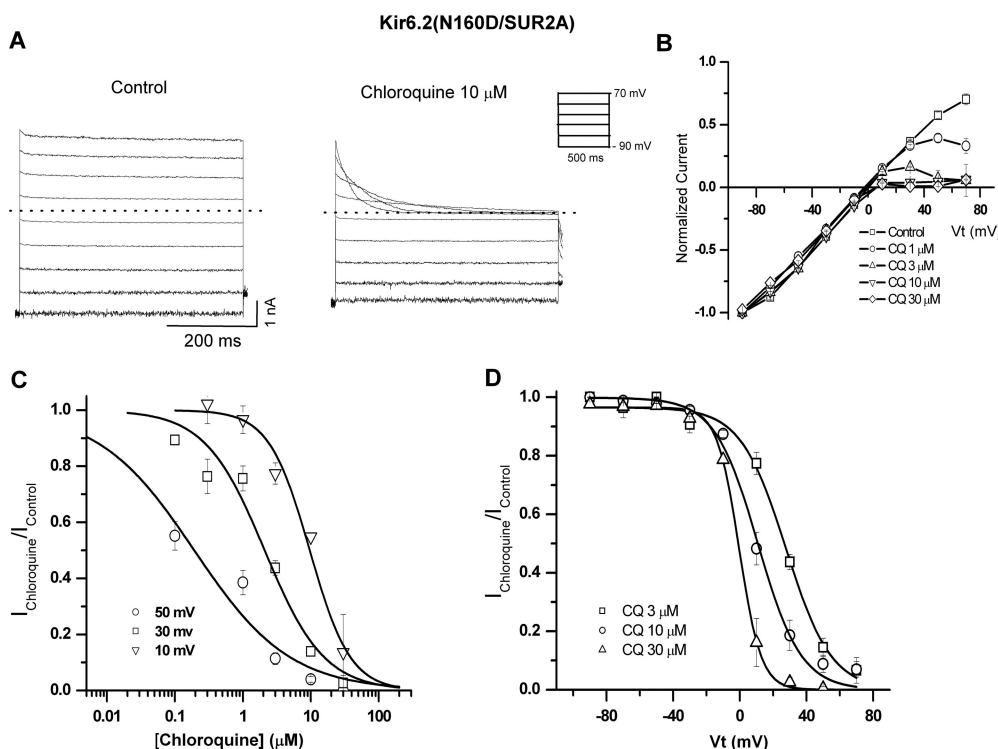 Kir6.2(N160D/SUR2A)
A
Control
Chloroquine 10 μM
70 mV
- 90 mV
500 ms
1 nA
200 ms
B
Normalized Current
1.0
0.5
0.0
-0.5
-1.0
-80
-40
0
40
80
Vt (mV)
Control
CQ 1 μM
CQ 3 μM
CQ 10 μM
CQ 30 μM
C
I Chloroquine/I Control
1.0
0.8
0.6
0.4
0.2
0.0
50 mV
30 mv
10 mV
0.01
0.1
1
10
100
[Chloroquine] (μM)
D
I Chloroquine/I Control
1.0
0.8
0.6
0.4
0.2
0.0
CQ 3 μM
CQ 10 μM
CQ 30 μM
-80
-40
0
40
80
Vt (mV)